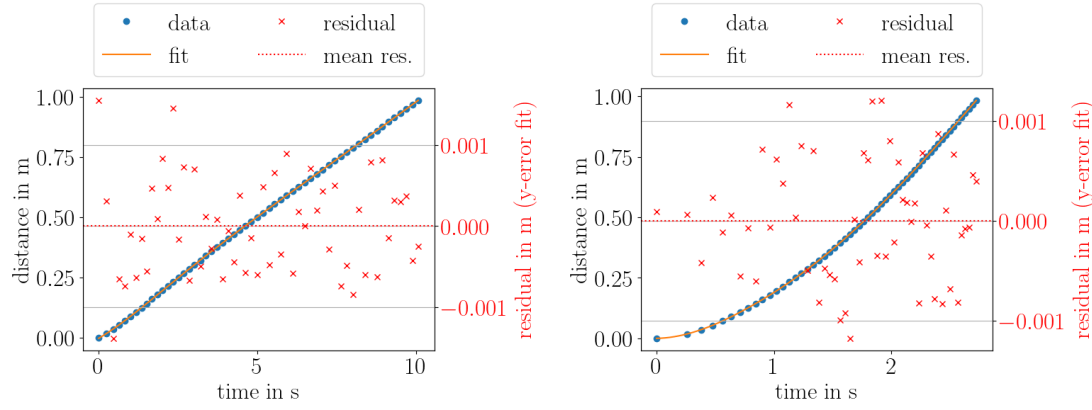 data
residual
fit
mean res.
1.00
0.75
0.50
0.25
0.00
distance in m
0
5
10
time in s
0.001
0.000
−0.001
residual in m (y-error fit)
data
residual
fit
mean res.
1.00
0.75
0.50
0.25
0.00
distance in m
0
1
2
time in s
0.001
0.000
−0.001
residual in m (y-error fit)